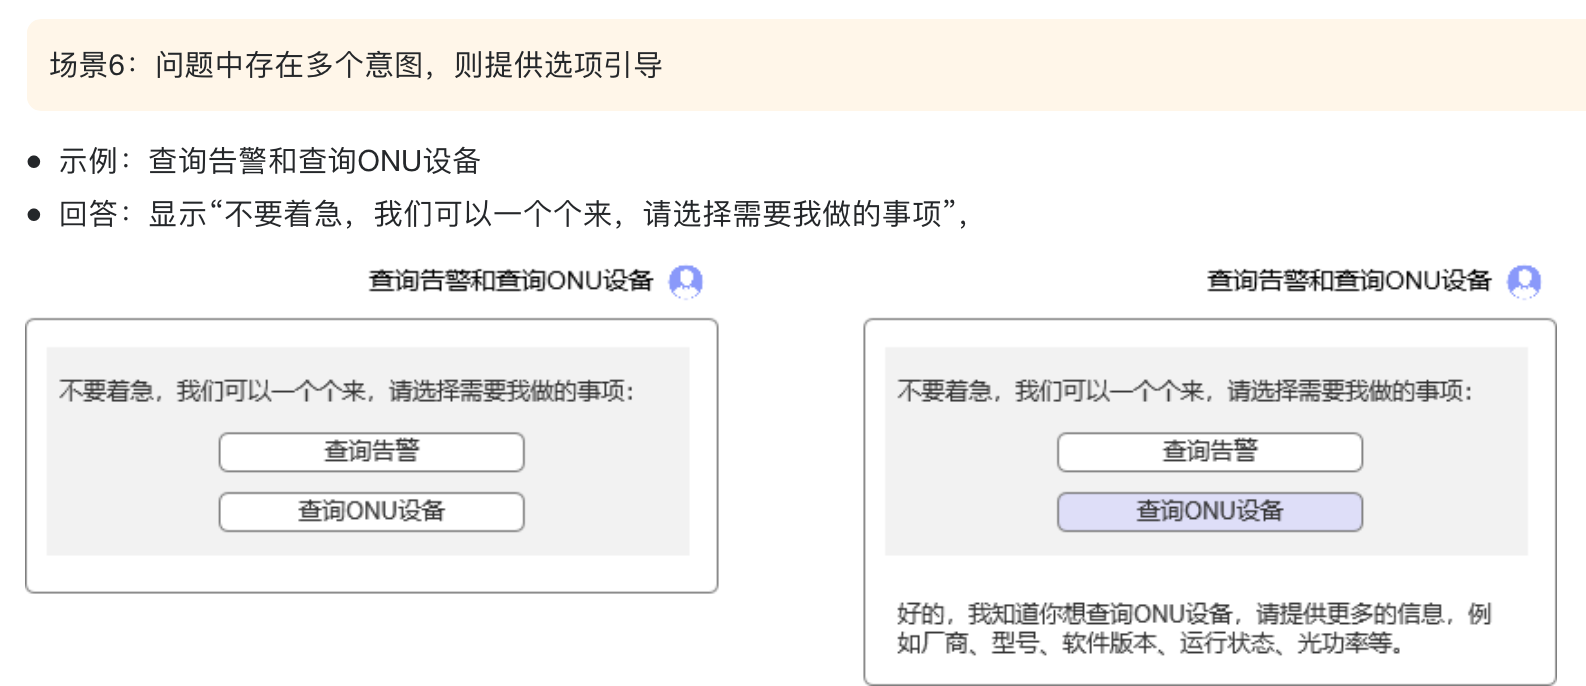 场景6：问题中存在多个意图，则提供选项引导
示例：查询告警和查询ONU设备
回答：显示“不要着急，我们可以一个个来，请选择需要我做的事项”，
查询告警和查询ONU设备
不要着急，我们可以一个个来，请选择需要我做的事项：
查询告警
查询ONU设备
查询告警和查询ONU设备
不要着急，我们可以一个个来，请选择需要我做的事项：
查询告警
查询ONU设备
好的，我知道你想查询ONU设备，请提供更多的信息，例
如厂商、型号、软件版本、运行状态、光功率等。